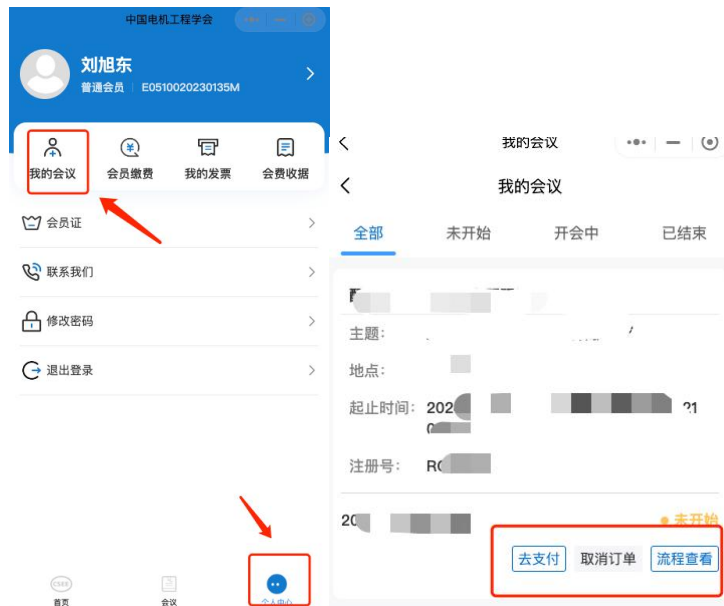 中国电机工程学会
刘旭东
普通会员 E0510020230135M
我的会议 会员缴费 我的发票 会费收据
会员证
联系我们
修改密码
退出登录
CSEE
首页 会议 个人中心
我的会议
我的会议
全部 未开始 开会中 已结束
主题：
地点：
起止时间： 202 21
0
注册号： R
20 未开始
去支付 取消订单 流程查看